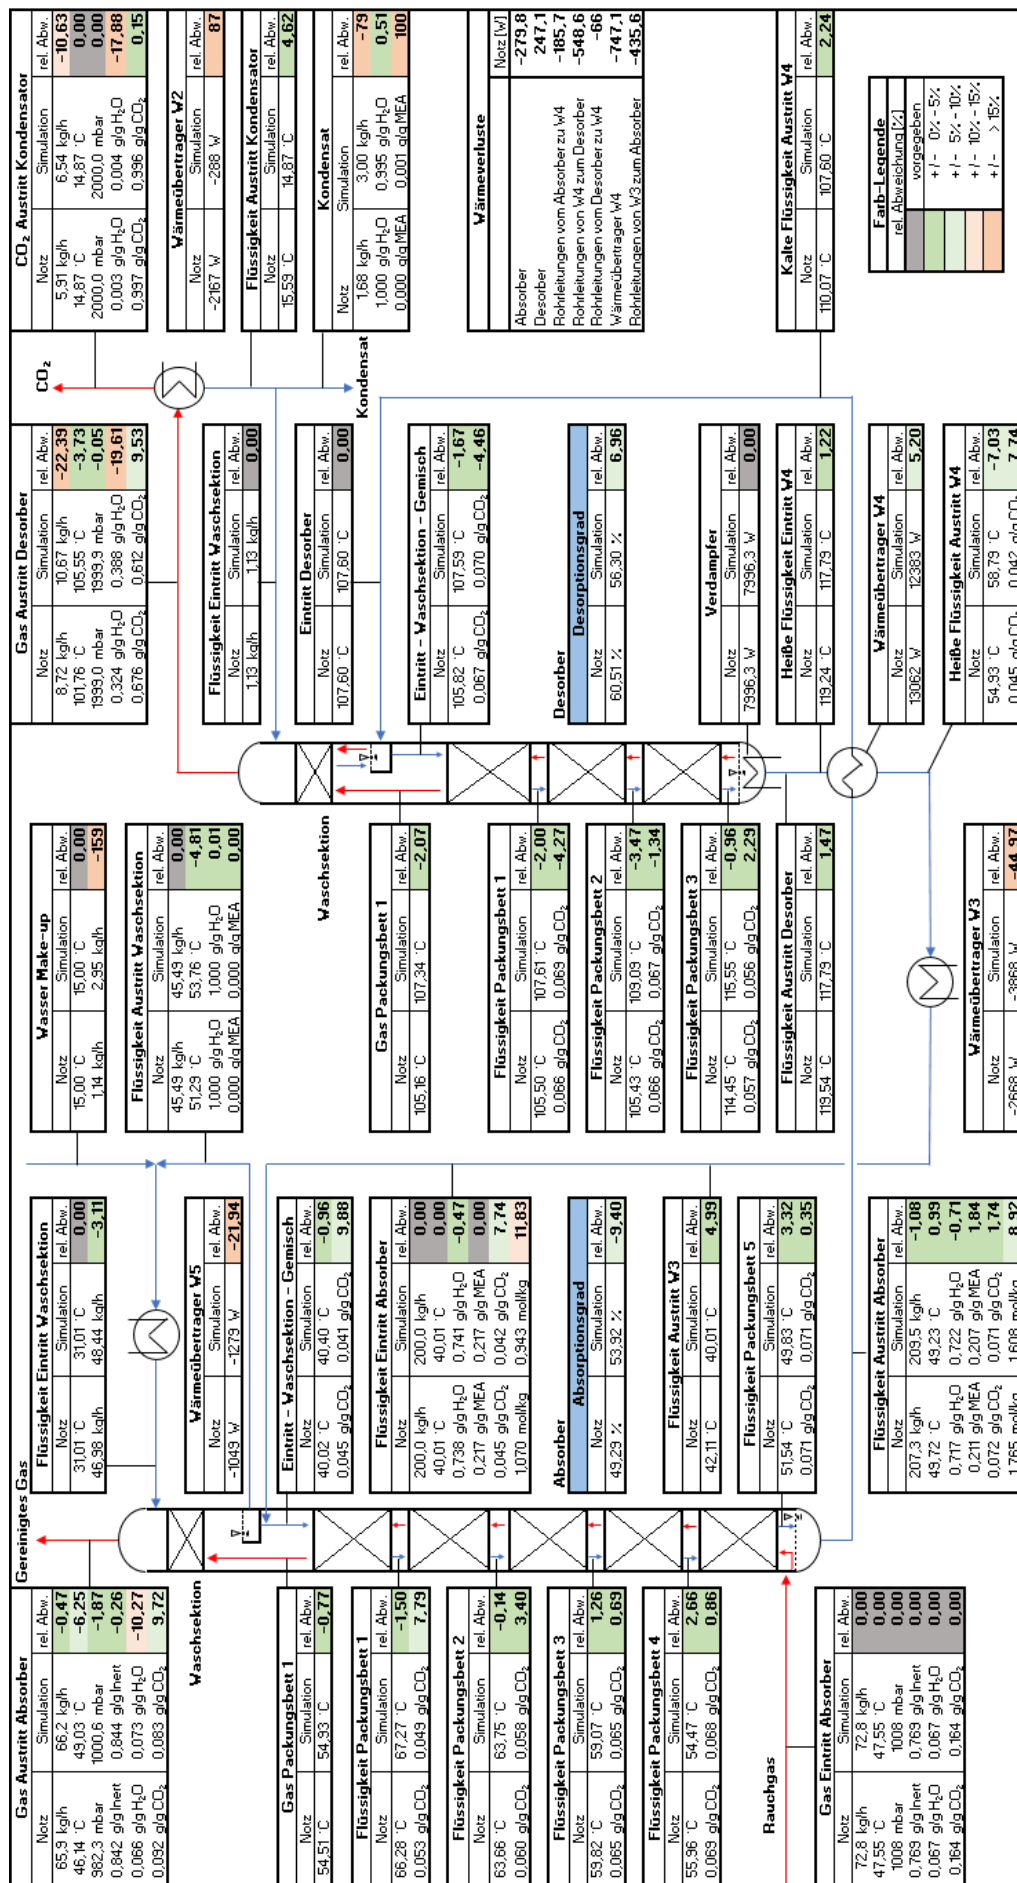 Gereinigtes Gas
Gas Austritt Absorber
Notz Simulation rel. Abw.
65,9 kg/h 66,2 kg/h -0,47
46,14 °C 49,03 °C -6,25
982,3 mbar 1000,6 mbar -1,87
0,842 g/g Inert 0,844 g/g Inert -0,26
0,066 g/g H₂O 0,073 g/g H₂O -10,27
0,092 g/g CO₂ 0,083 g/g CO₂ 9,72
Waschsektion
Gas Packungsbett 1
Notz Simulation rel. Abw.
54,51 °C 54,93 °C -0,77
Flüssigkeit Packungsbett 1
Notz Simulation rel. Abw.
66,28 °C 67,27 °C -1,50
0,053 g/g CO₂ 0,049 g/g CO₂ 7,79
Flüssigkeit Packungsbett 2
Notz Simulation rel. Abw.
63,66 °C 63,75 °C -0,14
0,060 g/g CO₂ 0,058 g/g CO₂ 3,40
Flüssigkeit Packungsbett 3
Notz Simulation rel. Abw.
59,82 °C 59,07 °C 1,26
0,065 g/g CO₂ 0,065 g/g CO₂ 0,69
Flüssigkeit Packungsbett 4
Notz Simulation rel. Abw.
55,96 °C 54,47 °C 2,66
0,069 g/g CO₂ 0,068 g/g CO₂ 0,86
Rauchgas
Gas Eintritt Absorber
Notz Simulation rel. Abw.
72,8 kg/h 72,8 kg/h 0,00
47,55 °C 47,55 °C 0,00
1008 mbar 1008 mbar 0,00
0,769 g/g Inert 0,769 g/g Inert 0,00
0,067 g/g H₂O 0,067 g/g H₂O 0,00
0,164 g/g CO₂ 0,164 g/g CO₂ 0,00
Flüssigkeit Eintritt Waschsektion
Notz Simulation rel. Abw.
31,01 °C 31,01 °C 0,00
46,98 kg/h 48,44 kg/h -3,11
Wärmeübertrager W5
Notz Simulation rel. Abw.
-1049 W -1279 W -21,94
Eintritt - Waschsektion - Gemisch
Notz Simulation rel. Abw.
40,02 °C 40,40 °C -0,96
0,045 g/g CO₂ 0,041 g/g CO₂ 9,88
Flüssigkeit Eintritt Absorber
Notz Simulation rel. Abw.
200,0 kg/h 200,0 kg/h 0,00
40,01 °C 40,01 °C 0,00
0,738 g/g H₂O 0,741 g/g H₂O -0,47
0,217 g/g MEA 0,217 g/g MEA 0,00
0,045 g/g CO₂ 0,042 g/g CO₂ 7,74
1,070 mol/kg 0,943 mol/kg 11,83
Absorber
Absorptionsgrad
Notz Simulation rel. Abw.
49,29 % 53,92 % -9,40
Flüssigkeit Austritt W3
Notz Simulation rel. Abw.
42,11 °C 40,01 °C 4,99
Flüssigkeit Packungsbett 5
Notz Simulation rel. Abw.
51,54 °C 49,83 °C 3,32
0,071 g/g CO₂ 0,071 g/g CO₂ 0,35
Flüssigkeit Austritt Absorber
Notz Simulation rel. Abw.
207,3 kg/h 209,5 kg/h -1,08
49,72 °C 49,23 °C 0,99
0,717 g/g H₂O 0,722 g/g H₂O -0,71
0,211 g/g MEA 0,207 g/g MEA 1,84
0,072 g/g CO₂ 0,071 g/g CO₂ 1,74
1,765 mol/kg 1,608 mol/kg 8,92
Wasser Make-up
Notz Simulation rel. Abw.
15,00 °C 15,00 °C 0,00
1,14 kg/h 2,95 kg/h -159
Flüssigkeit Austritt Waschsektion
Notz Simulation rel. Abw.
45,49 kg/h 45,49 kg/h 0,00
51,29 °C 53,76 °C -4,81
1,000 g/g H₂O 1,000 g/g H₂O 0,01
0,000 g/g MEA 0,000 g/g MEA 0,00
Waschsektion
Gas Packungsbett 1
Notz Simulation rel. Abw.
105,16 °C 107,34 °C -2,07
Flüssigkeit Packungsbett 1
Notz Simulation rel. Abw.
105,50 °C 107,61 °C -2,00
0,066 g/g CO₂ 0,069 g/g CO₂ -4,27
Flüssigkeit Packungsbett 2
Notz Simulation rel. Abw.
105,43 °C 109,09 °C -3,47
0,066 g/g CO₂ 0,067 g/g CO₂ -1,34
Flüssigkeit Packungsbett 3
Notz Simulation rel. Abw.
114,45 °C 115,55 °C -0,96
0,057 g/g CO₂ 0,056 g/g CO₂ 2,29
Flüssigkeit Austritt Desorber
Notz Simulation rel. Abw.
119,54 °C 117,79 °C 1,47
Wärmeübertrager W3
Notz Simulation rel. Abw.
-2668 W -3868 W -44,97
Gas Austritt Desorber
Notz Simulation rel. Abw.
8,72 kg/h 10,67 kg/h -22,39
101,76 °C 105,55 °C -3,73
1999,0 mbar 1999,9 mbar -0,05
0,324 g/g H₂O 0,388 g/g H₂O -19,61
0,676 g/g CO₂ 0,612 g/g CO₂ 9,53
Flüssigkeit Eintritt Waschsektion
Notz Simulation rel. Abw.
1,13 kg/h 1,13 kg/h 0,00
Eintritt Desorber
Notz Simulation rel. Abw.
107,60 °C 107,60 °C 0,00
Eintritt - Waschsektion - Gemisch
Notz Simulation rel. Abw.
105,82 °C 107,59 °C -1,67
0,067 g/g CO₂ 0,070 g/g CO₂ -4,46
Desorber
Desorptionsgrad
Notz Simulation rel. Abw.
60,51 % 56,30 % 6,96
Verdampfer
Notz Simulation rel. Abw.
7996,3 W 7996,3 W 0,00
Heiße Flüssigkeit Eintritt W4
Notz Simulation rel. Abw.
119,24 °C 117,79 °C 1,22
Wärmeübertrager W4
Notz Simulation rel. Abw.
13062 W 12383 W 5,20
Heiße Flüssigkeit Austritt W4
Notz Simulation rel. Abw.
54,93 °C 58,79 °C -7,03
0,045 g/g CO₂ 0,042 g/g CO₂ 7,74
CO₂
Kondensat
CO₂ Austritt Kondensator
Notz Simulation rel. Abw.
5,91 kg/h 6,54 kg/h -10,63
14,87 °C 14,87 °C 0,00
2000,0 mbar 2000,0 mbar 0,00
0,003 g/g H₂O 0,004 g/g H₂O -17,88
0,997 g/g CO₂ 0,996 g/g CO₂ 0,15
Wärmeübertrager W2
Notz Simulation rel. Abw.
-2167 W -288 W 87
Flüssigkeit Austritt Kondensator
Notz Simulation rel. Abw.
15,59 °C 14,87 °C 4,62
Kondensat
Notz Simulation rel. Abw.
1,68 kg/h 3,00 kg/h -79
1,000 g/g H₂O 0,995 g/g H₂O 0,51
0,000 g/g MEA 0,001 g/g MEA 100
Wärmeverluste
Notz [W]
Absorber -279,8
Desorber 247,1
Rohrleitungen vom Absorber zu W4 -185,7
Rohrleitungen von W4 zum Desorber -548,6
Rohrleitungen vom Desorber zu W4 -66
Wärmeübertrager W4 -747,1
Rohrleitungen von W3 zum Absorber -435,6
Kalte Flüssigkeit Austritt W4
Notz Simulation rel. Abw.
110,07 °C 107,60 °C 2,24
Farb-Legende
rel. Abweichung [%]
vorgegeben
+/- 0% - 5%
+/- 5% - 10%
+/- 10% - 15%
+/- > 15%